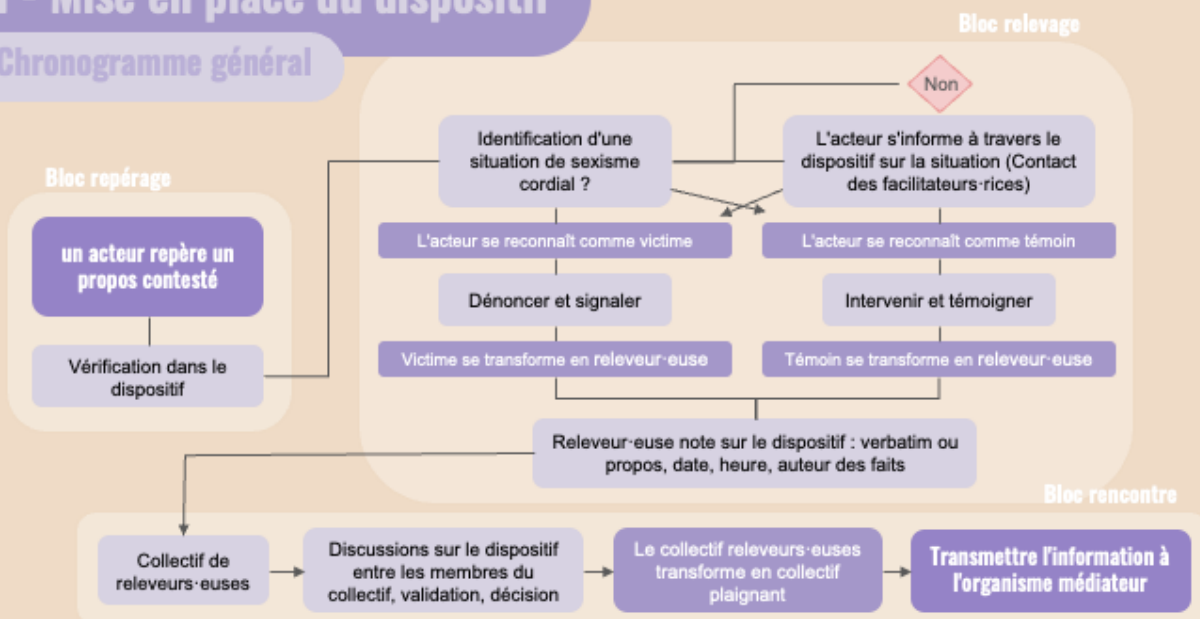 - Mise en place du dispositif
Chronogramme général
Bloc relevage
Non
Identification d'une
situation de sexisme
cordial ?
L'acteur s'informe à travers le
dispositif sur la situation (Contact
des facilitateurs·rices)
Bloc repérage
un acteur repère un
propos contesté
Vérification dans le
dispositif
L'acteur se reconnaît comme victime
L'acteur se reconnaît comme témoin
Dénoncer et signaler
Intervenir et témoigner
Victime se transforme en releveur·euse
Témoin se transforme en releveur·euse
Releveur·euse note sur le dispositif : verbatim ou
propos, date, heure, auteur des faits
Bloc rencontre
Collectif de
releveurs·euses
Discussions sur le dispositif
entre les membres du
collectif, validation, décision
Le collectif releveurs·euses
transforme en collectif
plaignant
Transmettre l'information à
l'organisme médiateur